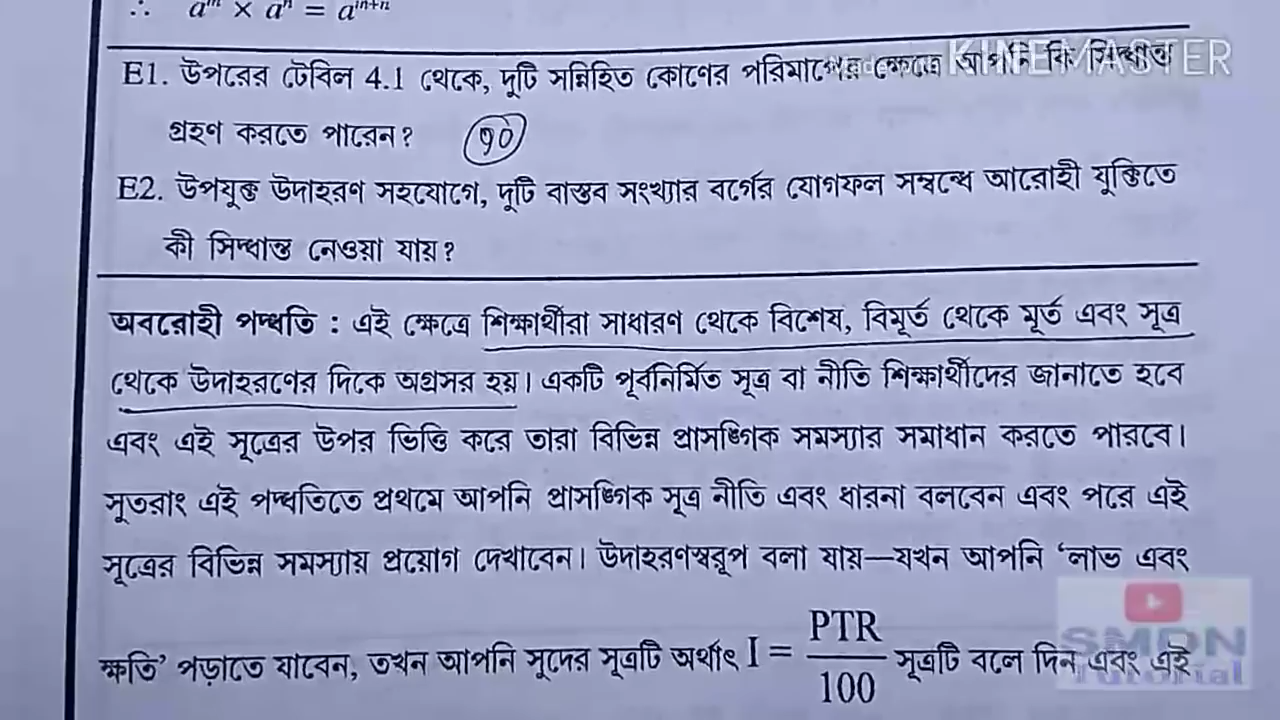 ∴ aᵐ × aⁿ = aᵐ⁺ⁿ
KINEMASTER
E1. উপরের টেবিল 4.1 থেকে, দুটি সন্নিহিত কোণের পরিমাপের ক্ষেত্রে আপনি কি সিদ্ধান্ত
গ্রহণ করতে পারেন?
E2. উপযুক্ত উদাহরণ সহযোগে, দুটি বাস্তব সংখ্যার বর্গের যোগফল সম্বন্ধে আরোহী যুক্তিতে
কী সিদ্ধান্ত নেওয়া যায়?
অবরোহী পদ্ধতি : এই ক্ষেত্রে শিক্ষার্থীরা সাধারণ থেকে বিশেষ, বিমূর্ত থেকে মূর্ত এবং সূত্র
থেকে উদাহরণের দিকে অগ্রসর হয়। একটি পূর্বনির্মিত সূত্র বা নীতি শিক্ষার্থীদের জানাতে হবে
এবং এই সূত্রের উপর ভিত্তি করে তারা বিভিন্ন প্রাসঙ্গিক সমস্যার সমাধান করতে পারবে।
সুতরাং এই পদ্ধতিতে প্রথমে আপনি প্রাসঙ্গিক সূত্র নীতি এবং ধারনা বলবেন এবং পরে এই
সূত্রের বিভিন্ন সমস্যায় প্রয়োগ দেখাবেন। উদাহরণস্বরূপ বলা যায়—যখন আপনি ‘লাভ এবং
ক্ষতি’ পড়াতে যাবেন, তখন আপনি সুদের সূত্রটি অর্থাৎ I = PTR/100 সূত্রটি বলে দিন এবং এই
SMDN
Tutorial